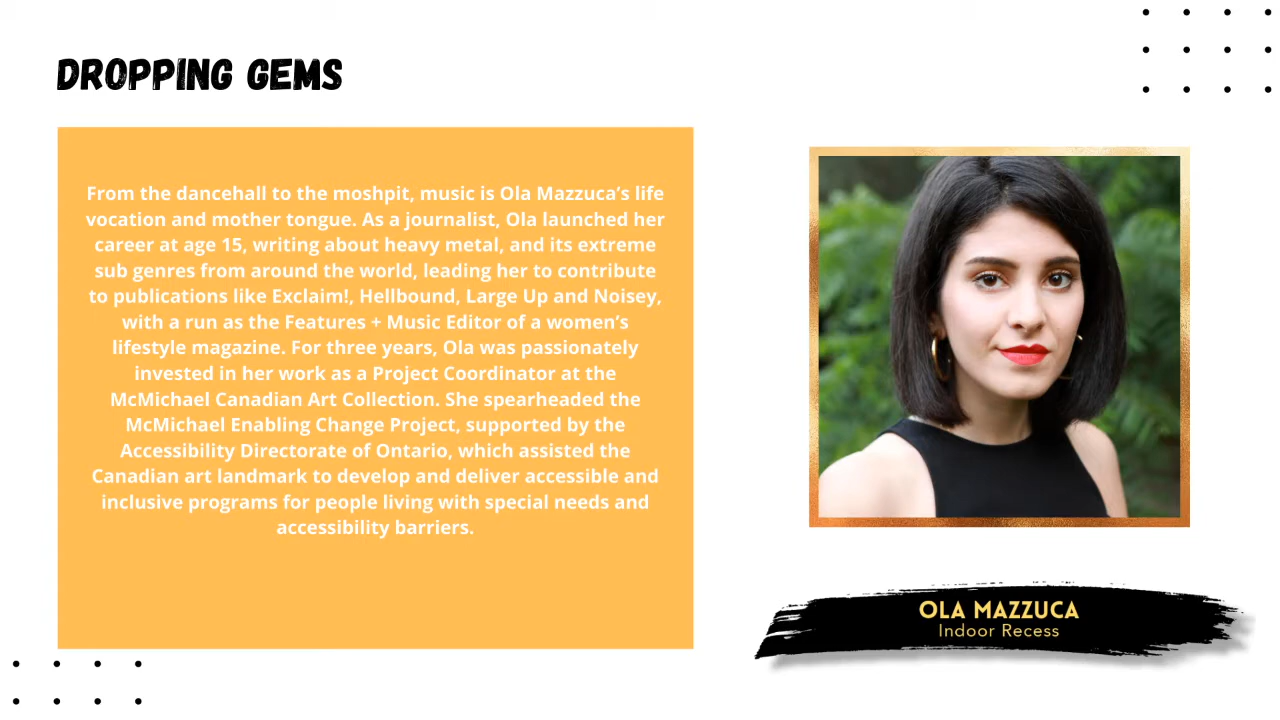 DROPPING GEMS
From the dancehall to the moshpit, music is Ola Mazzuca's life
vocation and mother tongue. As a journalist, Ola launched her
career at age 15, writing about heavy metal, and its extreme
sub genres from around the world, leading her to contribute
to publications like Exclaim!, Hellbound, Large Up and Noisey,
with a run as the Features + Music Editor of a women's
lifestyle magazine. For three years, Ola was passionately
invested in her work as a Project Coordinator at the
McMichael Canadian Art Collection. She spearheaded the
McMichael Enabling Change Project, supported by the
Accessibility Directorate of Ontario, which assisted the
Canadian art landmark to develop and deliver accessible and
inclusive programs for people living with special needs and
accessibility barriers.
OLA MAZZUCA
Indoor Recess